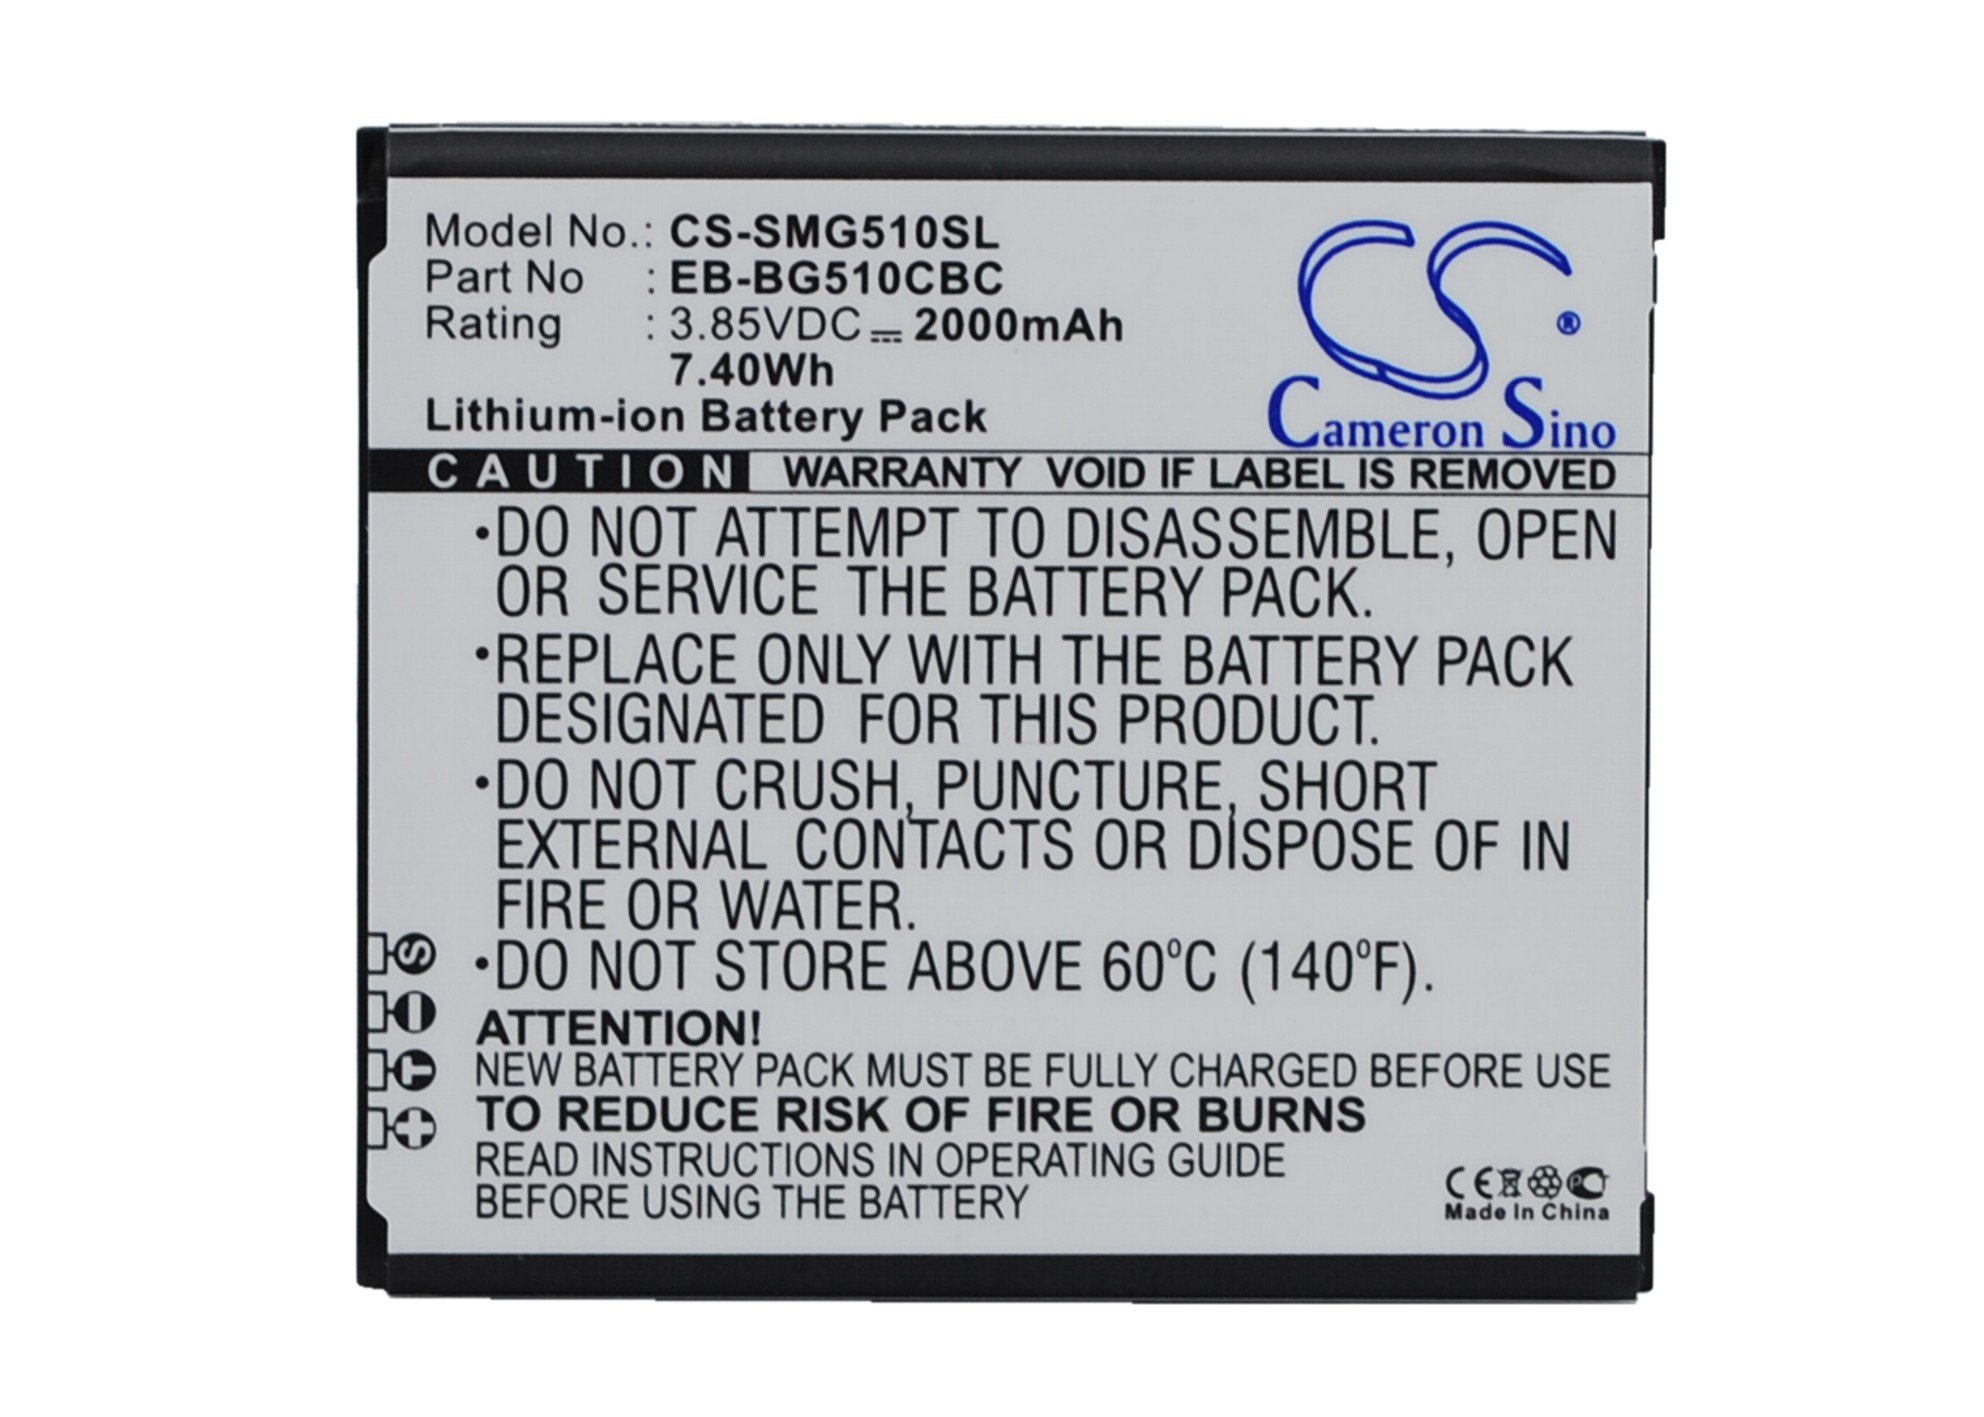 Model No.: CS-SMG510SL
Part No : EB-BG510CBC
Rating : 3.85VDC 2000mAh
7.40Wh
Lithium-ion Battery Pack
CS ®
Cameron Sino
CAUTION WARRANTY VOID IF LABEL IS REMOVED
•DO NOT ATTEMPT TO DISASSEMBLE, OPEN
OR SERVICE THE BATTERY PACK.
•REPLACE ONLY WITH THE BATTERY PACK
DESIGNATED FOR THIS PRODUCT.
•DO NOT CRUSH, PUNCTURE, SHORT
EXTERNAL CONTACTS OR DISPOSE OF IN
FIRE OR WATER.
•DO NOT STORE ABOVE 60°C (140°F).
S
-
T
+
ATTENTION!
NEW BATTERY PACK MUST BE FULLY CHARGED BEFORE USE
TO REDUCE RISK OF FIRE OR BURNS
READ INSTRUCTIONS IN OPERATING GUIDE
BEFORE USING THE BATTERY
CE PC
Made In China